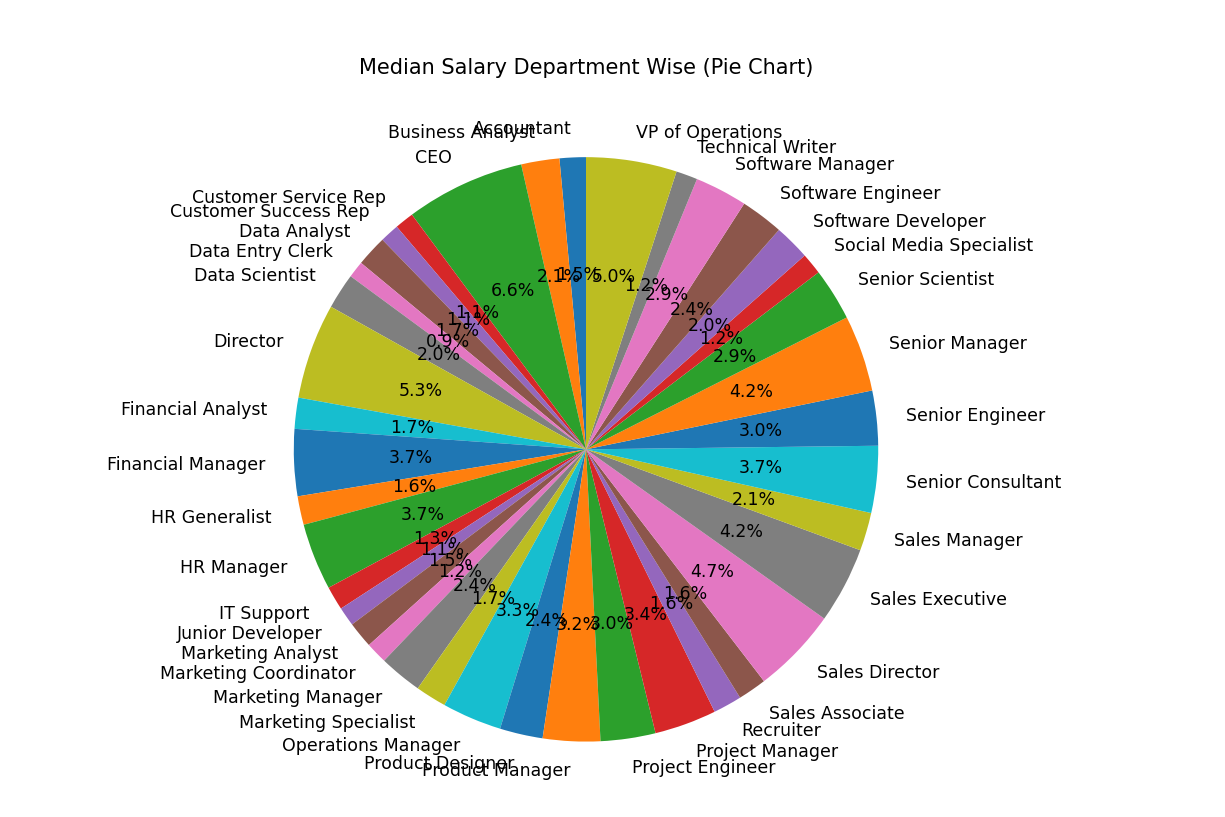 Median Salary Department Wise (Pie Chart)
Accountant
1.5%
Business Analyst
2.1%
CEO
6.6%
Customer Service Rep
1.1%
Customer Success Rep
1.1%
Data Analyst
1.7%
Data Entry Clerk
0.9%
Data Scientist
2.0%
Director
5.3%
Financial Analyst
1.7%
Financial Manager
3.7%
HR Generalist
1.6%
HR Manager
3.7%
IT Support
1.3%
Junior Developer
1.1%
Marketing Analyst
1.5%
Marketing Coordinator
1.2%
Marketing Manager
2.4%
Marketing Specialist
1.7%
Operations Manager
3.3%
Product Designer
2.4%
Product Manager
3.2%
Project Engineer
3.0%
Project Manager
3.4%
Recruiter
1.6%
Sales Associate
1.6%
Sales Director
4.7%
Sales Executive
4.2%
Sales Manager
2.1%
Senior Consultant
3.7%
Senior Engineer
3.0%
Senior Manager
4.2%
Senior Scientist
2.9%
Social Media Specialist
1.2%
Software Developer
2.0%
Software Engineer
2.4%
Software Manager
2.9%
Technical Writer
1.2%
VP of Operations
5.0%